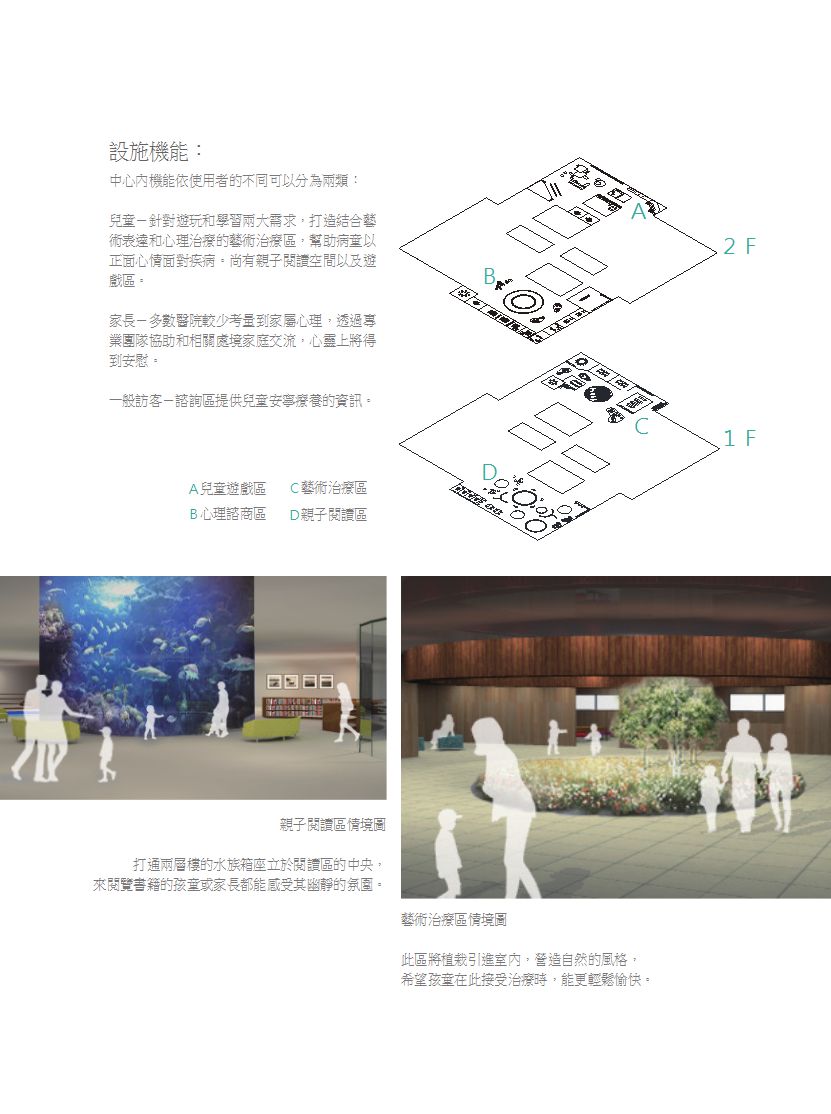 設施機能：
中心內機能依使用者的不同可以分為兩類：
兒童－針對遊玩和學習兩大需求，打造結合藝
術表達和心理治療的藝術治療區，幫助病童以
正面心情面對疾病。尚有親子閱讀空間以及遊
戲區。
家長－多數醫院較少考量到家屬心理，透過專
業團隊協助和相關處境家庭交流，心靈上將得
到安慰。
一般訪客－諮詢區提供兒童安寧療養的資訊。
A兒童遊戲區 C藝術治療區
B心理諮商區 D親子閱讀區
A
2 F
B
C
1 F
D
親子閱讀區情境圖
打通兩層樓的水族箱座立於閱讀區的中央，
來閱覽書籍的孩童或家長都能感受其幽靜的氛圍。
藝術治療區情境圖
此區將植栽引進室內，營造自然的風格，
希望孩童在此接受治療時，能更輕鬆愉快。